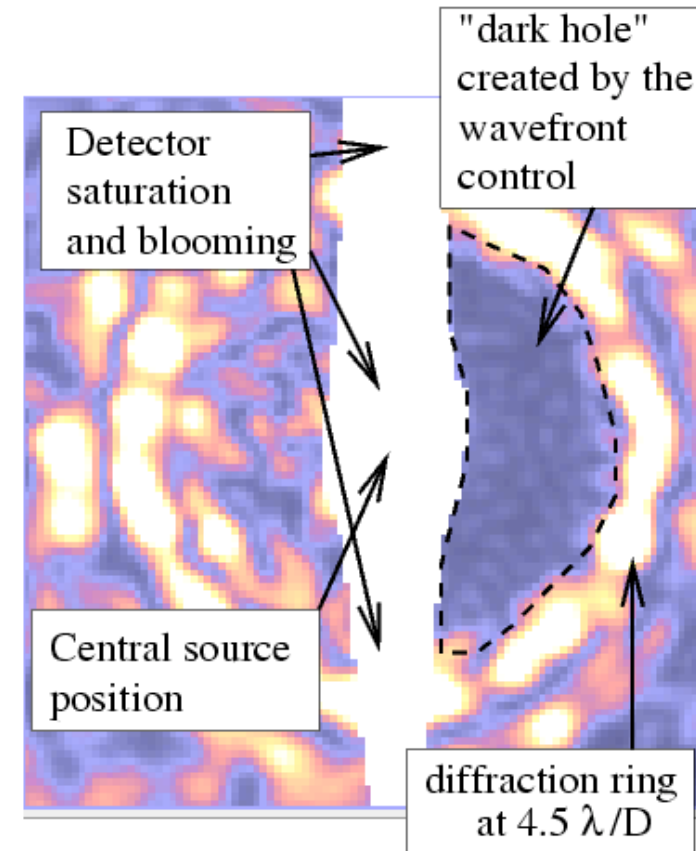 "dark hole"
created by the
wavefront
control
Detector
saturation
and blooming
Central source
position
diffraction ring
at 4.5 λ/D